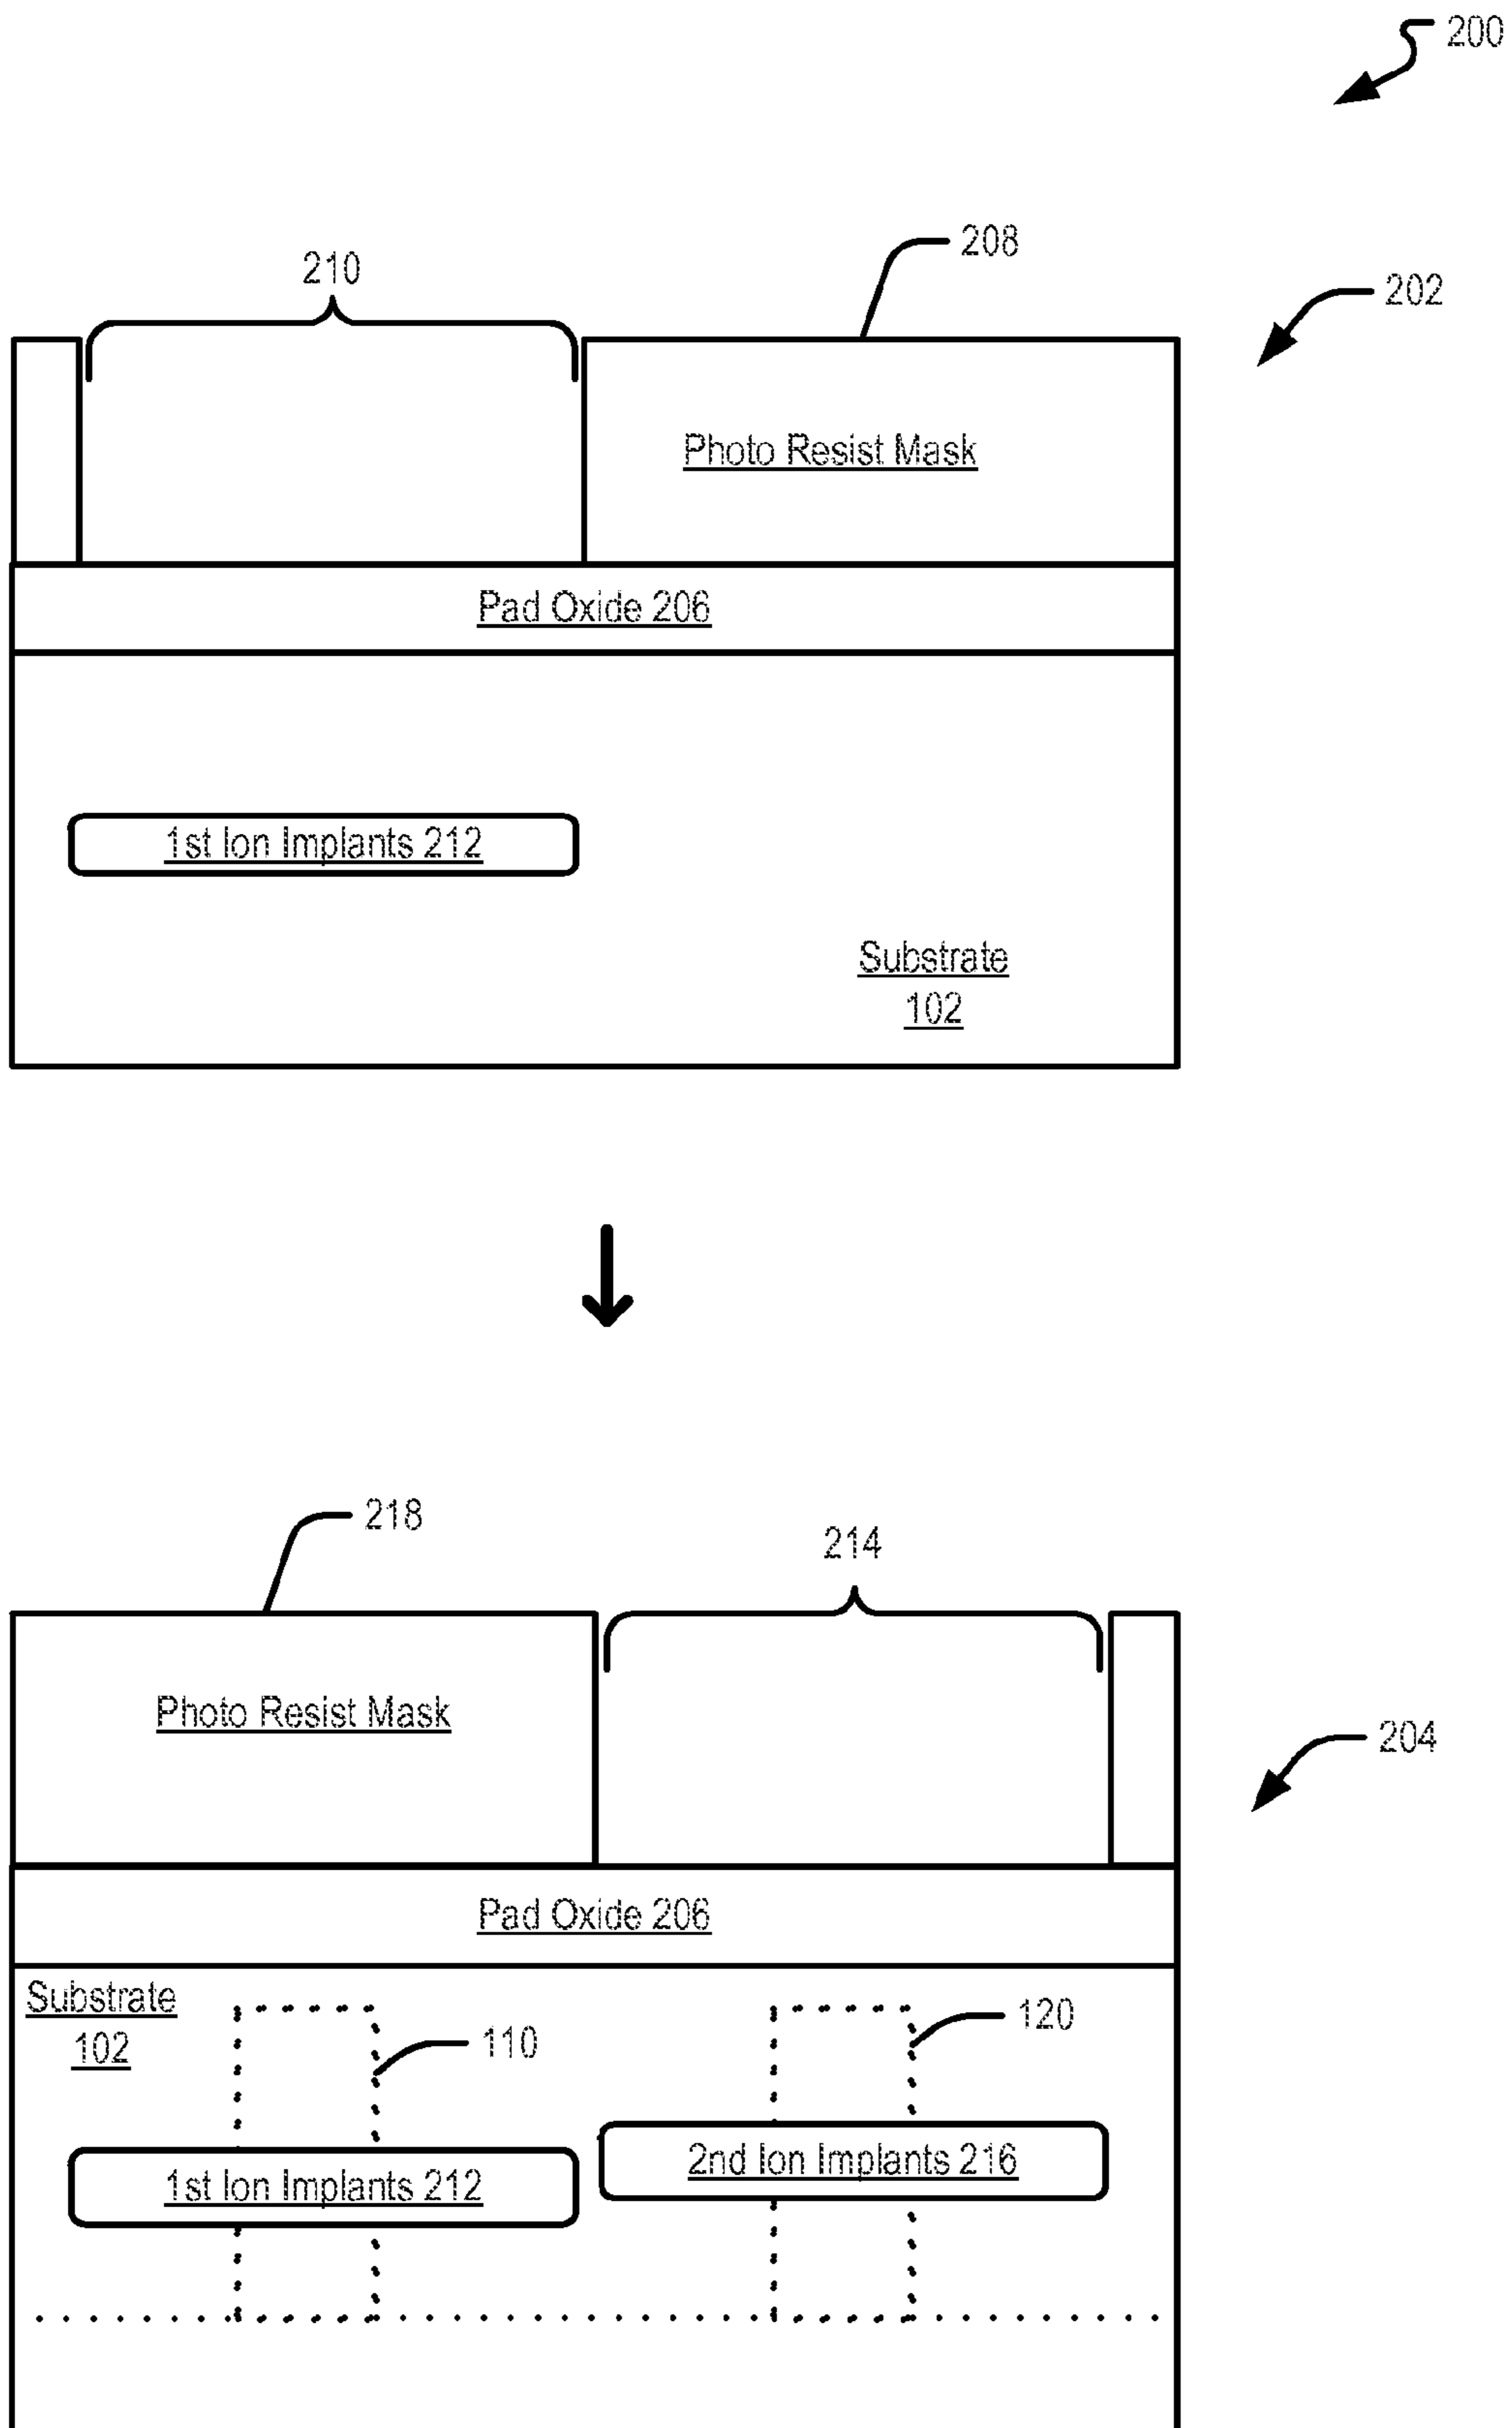 200
208
210
202
Photo Resist Mask
Pad Oxide 206
1st Ion Implants 212
Substrate
102
218
214
Photo Resist Mask
204
Pad Oxide 206
Substrate
102
110
120
2nd Ion Implants 216
1st Ion Implants 212